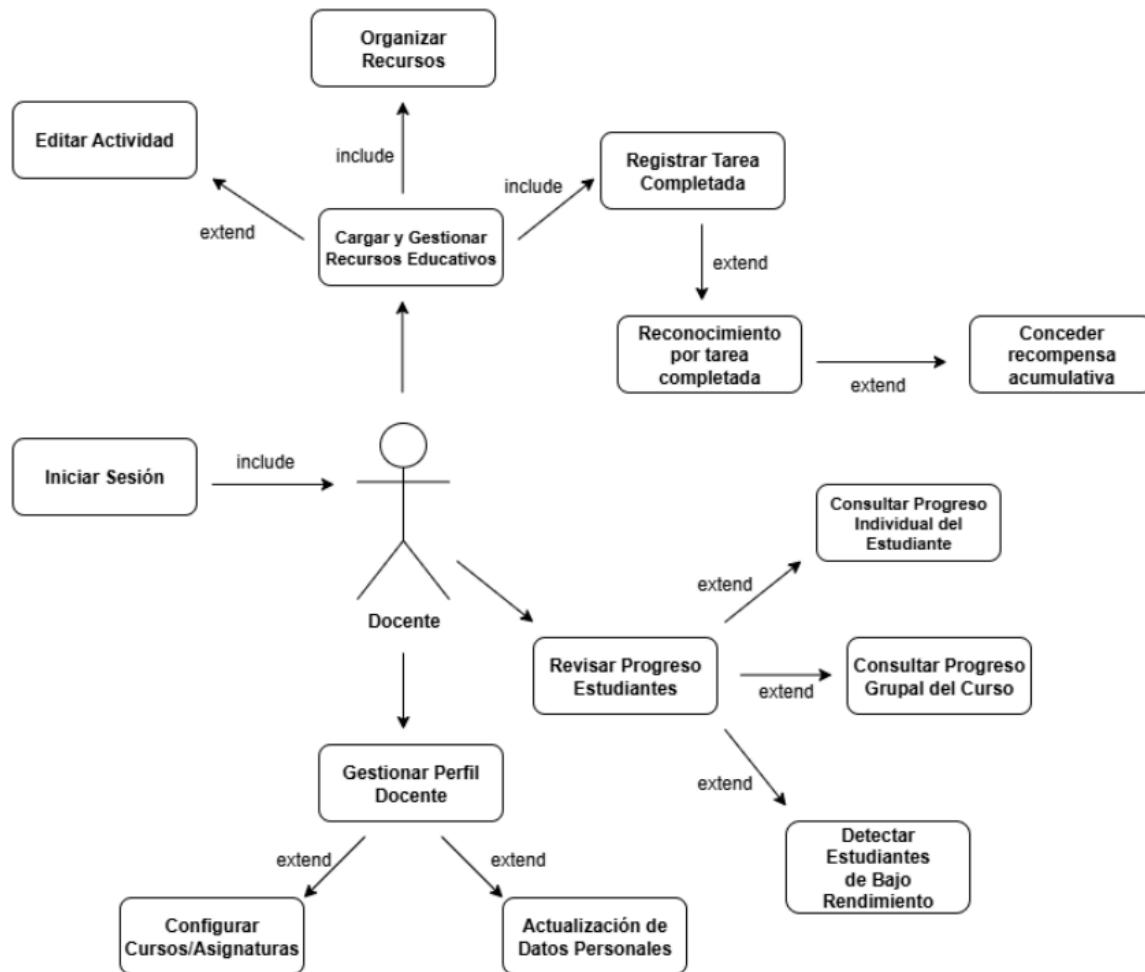 Organizar
Recursos
Editar Actividad
include
Registrar Tarea
Completada
include
extend
Cargar y Gestionar
Recursos Educativos
extend
Reconocimiento
por tarea
completada
extend
Conceder
recompensa
acumulativa
Iniciar Sesión
include
Docente
Consultar Progreso
Individual del
Estudiante
extend
Revisar Progreso
Estudiantes
extend
Consultar Progreso
Grupal del Curso
extend
Detectar
Estudiantes
de Bajo
Rendimiento
Gestionar Perfil
Docente
extend
extend
Configurar
Cursos/Asignaturas
Actualización de
Datos Personales